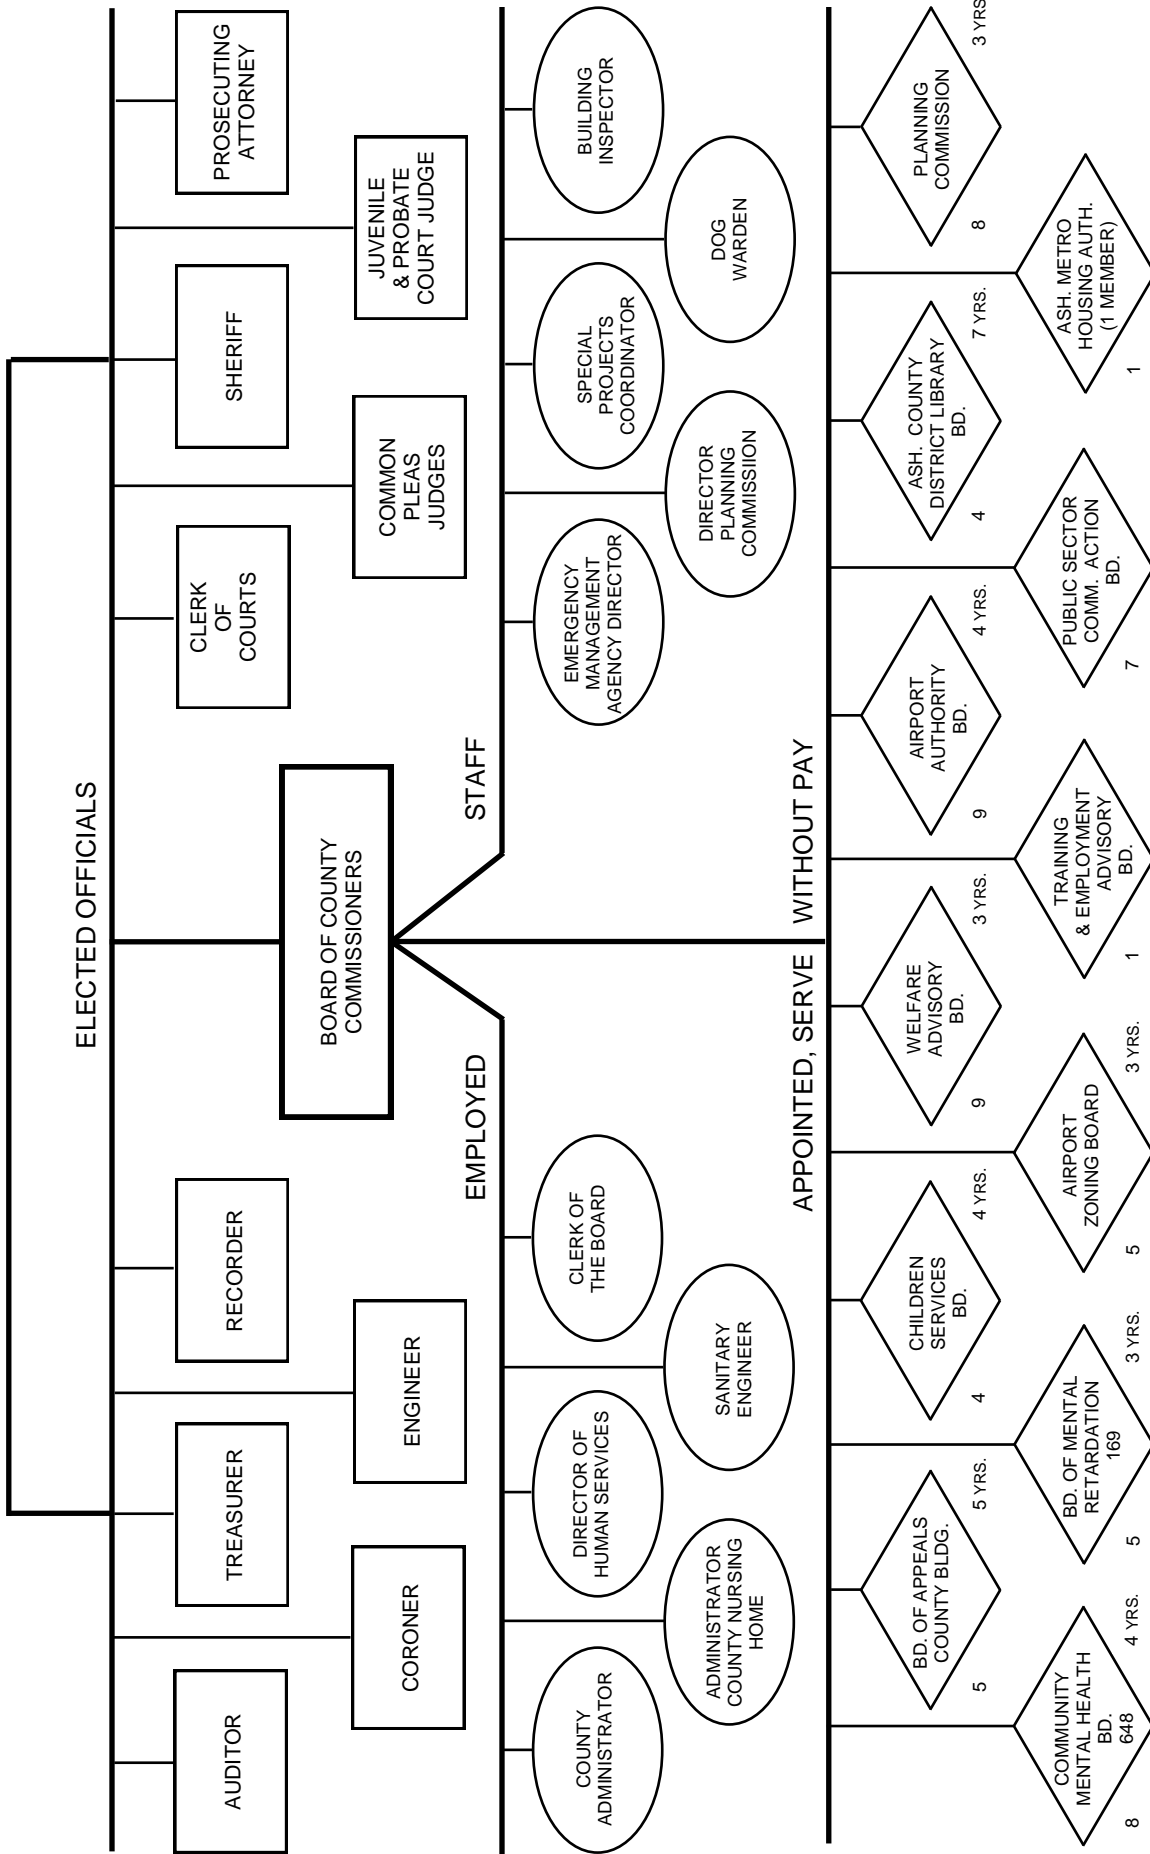 ELECTED OFFICIALS
AUDITOR
TREASURER
RECORDER
CLERK
OF
COURTS
SHERIFF
PROSECUTING
ATTORNEY
CORONER
ENGINEER
COMMON
PLEAS
JUDGES
JUVENILE
& PROBATE
COURT JUDGE
BOARD OF COUNTY
COMMISSIONERS
EMPLOYED
STAFF
COUNTY
ADMINISTRATOR
DIRECTOR OF
HUMAN SERVICES
CLERK OF
THE BOARD
EMERGENCY
MANAGEMENT
AGENCY DIRECTOR
SPECIAL
PROJECTS
COORDINATOR
BUILDING
INSPECTOR
ADMINISTRATOR
COUNTY NURSING
HOME
SANITARY
ENGINEER
DIRECTOR
PLANNING
COMMISSIION
DOG
WARDEN
APPOINTED, SERVE WITHOUT PAY
BD. OF APPEALS
COUNTY BLDG.
5
5 YRS.
CHILDREN
SERVICES
BD.
4
4 YRS.
WELFARE
ADVISORY
BD.
9
3 YRS.
AIRPORT
AUTHORITY
BD.
9
4 YRS.
ASH. COUNTY
DISTRICT LIBRARY
BD.
4
7 YRS.
PLANNING
COMMISSION
8
3 YRS
COMMUNITY
MENTAL HEALTH
BD.
648
8
4 YRS.
BD. OF MENTAL
RETARDATION
169
5
3 YRS.
AIRPORT
ZONING BOARD
5
3 YRS.
TRAINING
& EMPLOYMENT
ADVISORY
BD.
1
PUBLIC SECTOR
COMM. ACTION
BD.
7
ASH. METRO
HOUSING AUTH.
(1 MEMBER)
1